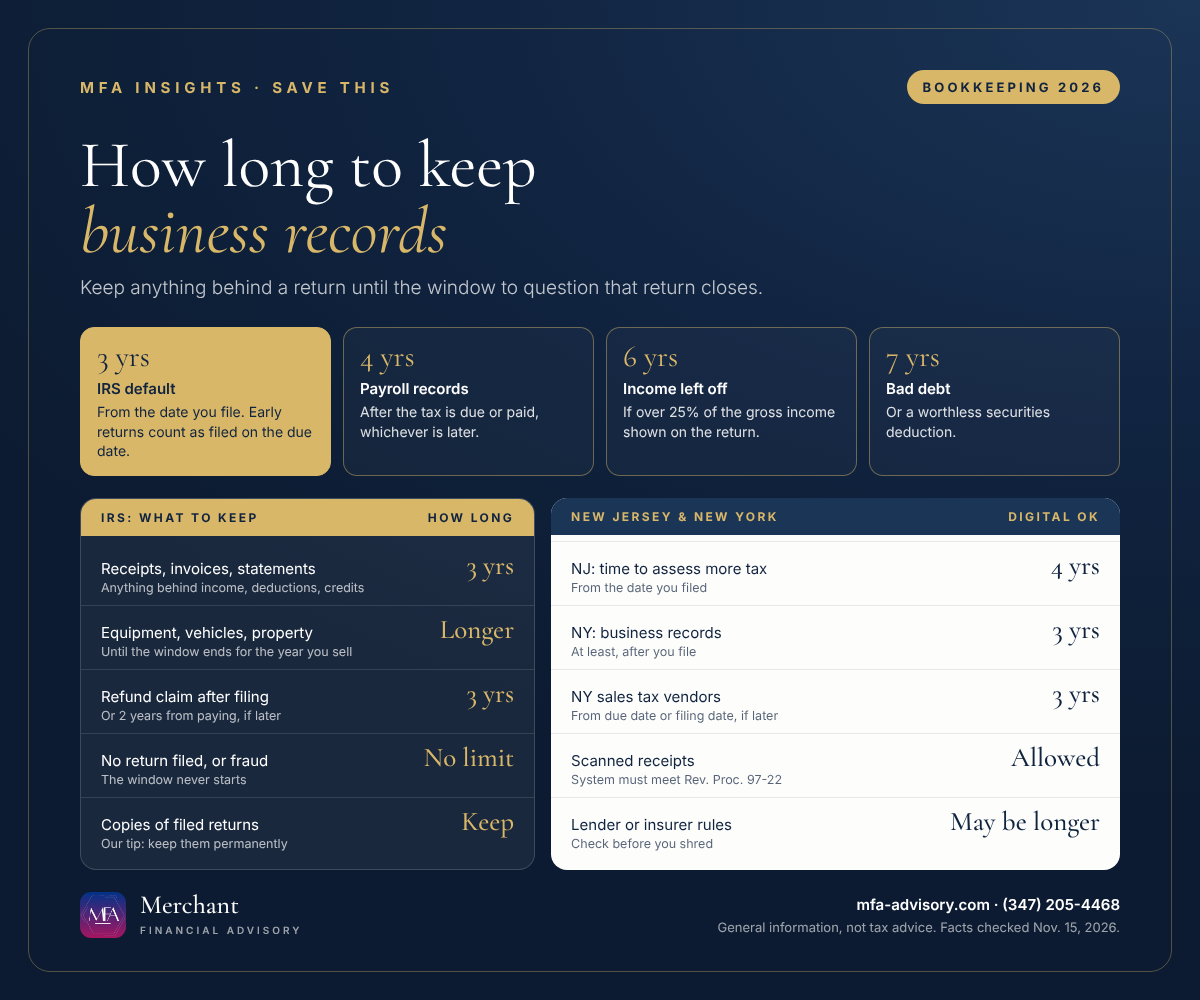 MFA INSIGHTS · SAVE THIS
BOOKKEEPING 2026
How long to keep
business records
Keep anything behind a return until the window to question that return closes.
3 yrs
IRS default
From the date you file. Early
returns count as filed on the due
date.
4 yrs
Payroll records
After the tax is due or paid,
whichever is later.
6 yrs
Income left off
If over 25% of the gross income
shown on the return.
7 yrs
Bad debt
Or a worthless securities
deduction.
IRS: WHAT TO KEEP HOW LONG
Receipts, invoices, statements 3 yrs
Anything behind income, deductions, credits
Equipment, vehicles, property Longer
Until the window ends for the year you sell
Refund claim after filing 3 yrs
Or 2 years from paying, if later
No return filed, or fraud No limit
The window never starts
Copies of filed returns Keep
Our tip: keep them permanently
NEW JERSEY & NEW YORK DIGITAL OK
NJ: time to assess more tax 4 yrs
From the date you filed
NY: business records 3 yrs
At least, after you file
NY sales tax vendors 3 yrs
From due date or filing date, if later
Scanned receipts Allowed
System must meet Rev. Proc. 97-22
Lender or insurer rules May be longer
Check before you shred
MFA
Merchant
FINANCIAL ADVISORY
mfa-advisory.com · (347) 205-4468
General information, not tax advice. Facts checked Nov. 15, 2026.